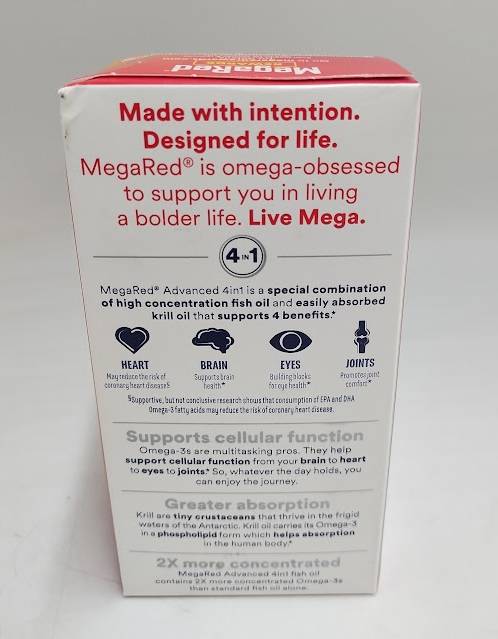 MegaRed
REWARDS
Made with intention.
Designed for life.
MegaRed® is omega-obsessed
to support you in living
a bolder life. Live Mega.
4 IN 1
MegaRed® Advanced 4in1 is a special combination
of high concentration fish oil and easily absorbed
krill oil that supports 4 benefits.*
HEART BRAIN EYES JOINTS
May reduce the risk of Supports brain Building blocks Promotes joint
coronary heart disease§ health* for eye health* comfort*
§Supportive, but not conclusive research shows that consumption of EPA and DHA
Omega-3 fatty acids may reduce the risk of coronary heart disease.
Supports cellular function
Omega-3s are multitasking pros. They help
support cellular function from your brain to heart
to eyes to joints.* So, whatever the day holds, you
can enjoy the journey.
Greater absorption
Krill are tiny crustaceans that thrive in the frigid
waters of the Antarctic. Krill oil carries its Omega-3
in a phospholipid form which helps absorption
in the human body.*
2X more concentrated
MegaRed Advanced 4in1 fish oil
contains 2X more concentrated Omega-3s
than standard fish oil alone.